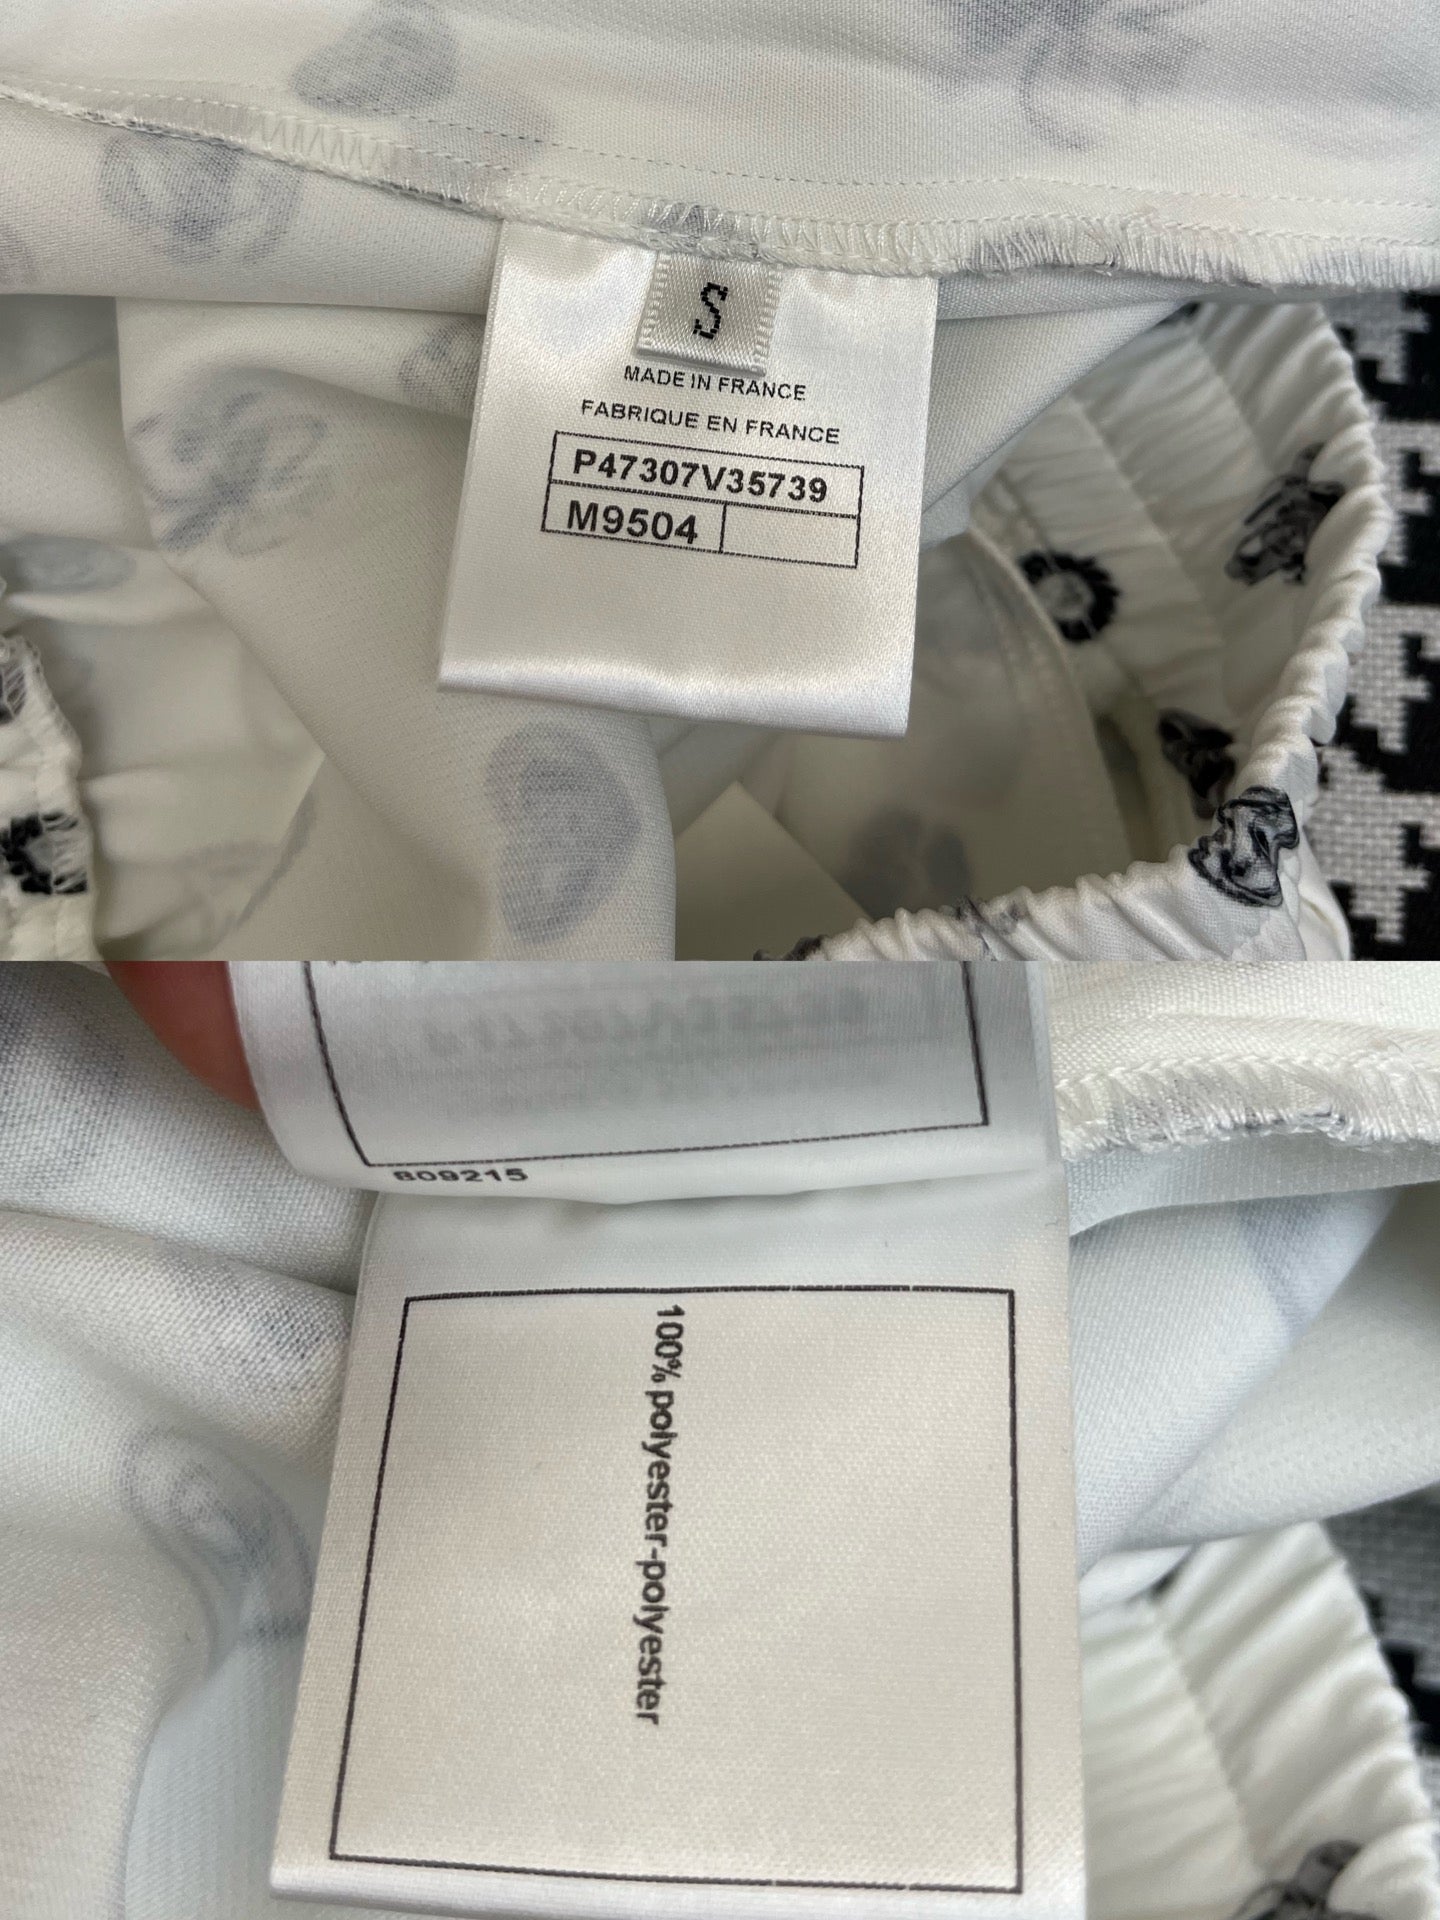 S
MADE IN FRANCE
FABRIQUE EN FRANCE
P47307V35739
M9504
809215
100% polyester-polyester